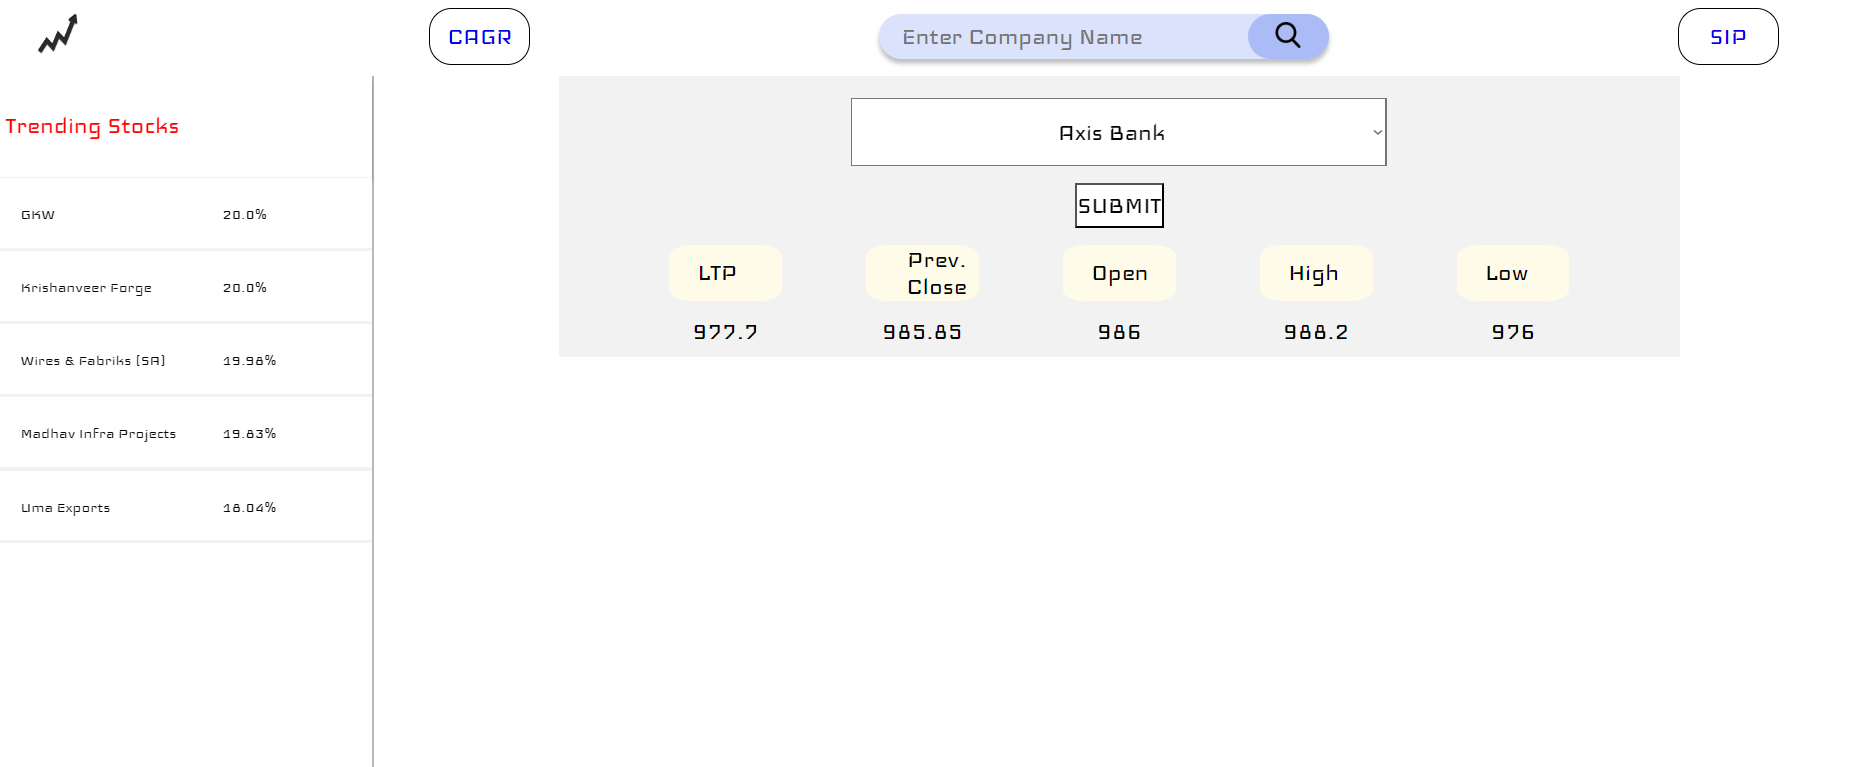 CAGR
Enter Company Name
SIP
Trending Stocks
GKW 20.0%
Krishanveer Forge 20.0%
Wires & Fabriks (SA) 19.98%
Madhav Infra Projects 19.83%
Uma Exports 18.04%
Axis Bank
SUBMIT
LTP
Prev.
Close
Open
High
Low
977.7 985.85 986 988.2 976